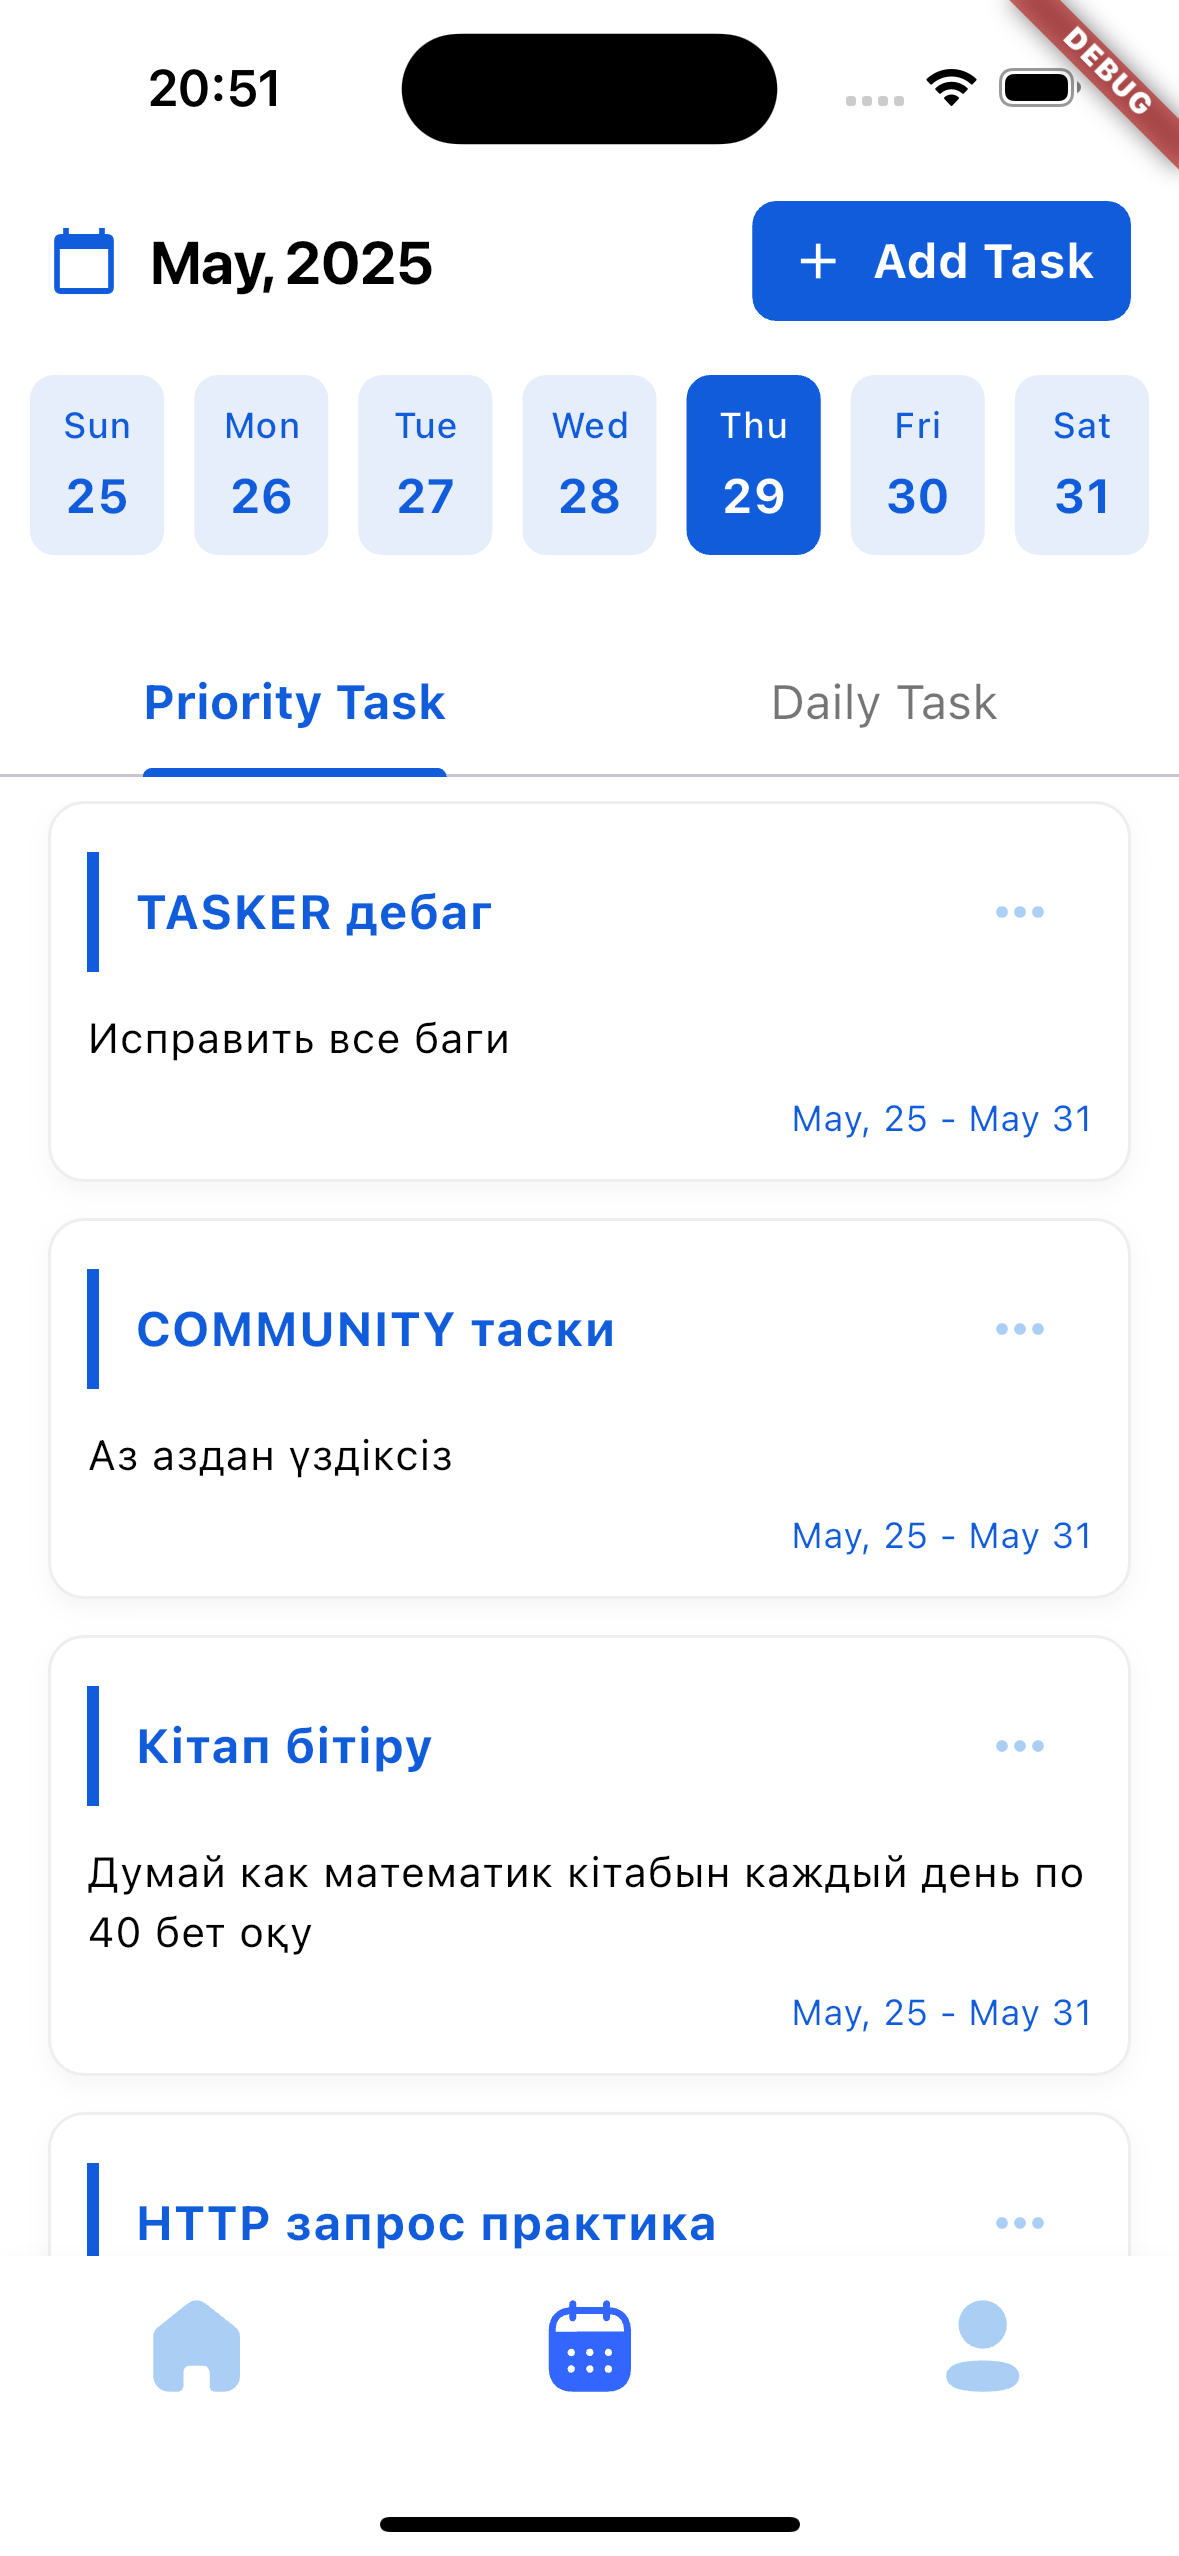 20:51
DEBUG
May, 2025
+ Add Task
Sun Mon Tue Wed Thu Fri Sat
25 26 27 28 29 30 31
Priority Task Daily Task
TASKER дебаг
Исправить все баги
May, 25 - May 31
COMMUNITY таски
Аз аздан үздіксіз
May, 25 - May 31
Кітап бітіру
Думай как математик кітабын каждый день по
40 бет оқу
May, 25 - May 31
HTTP запрос практика